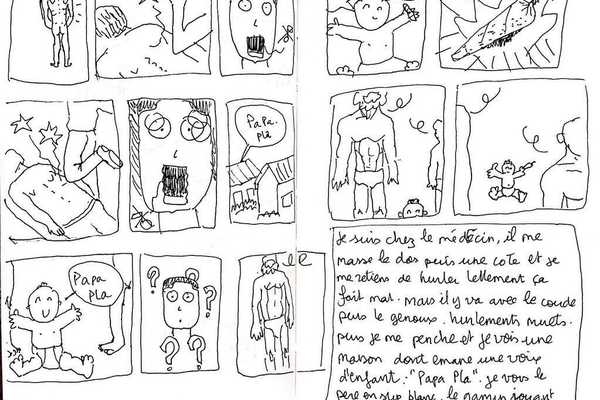 Papa.
pla
Papa
pla
? ? ? ?
Je suis chez le médecin, il me
masse le dos puis une cote et je
me retiens de hurler tellement ça
fait mal. Mais il y va avec le coude
puis le genoux. hurlements muets.
puis je me penche et je vois une
maison dont emane une voix
d'enfant : "Papa Pla". je vois le
pere en slip blanc, le gamin jouant